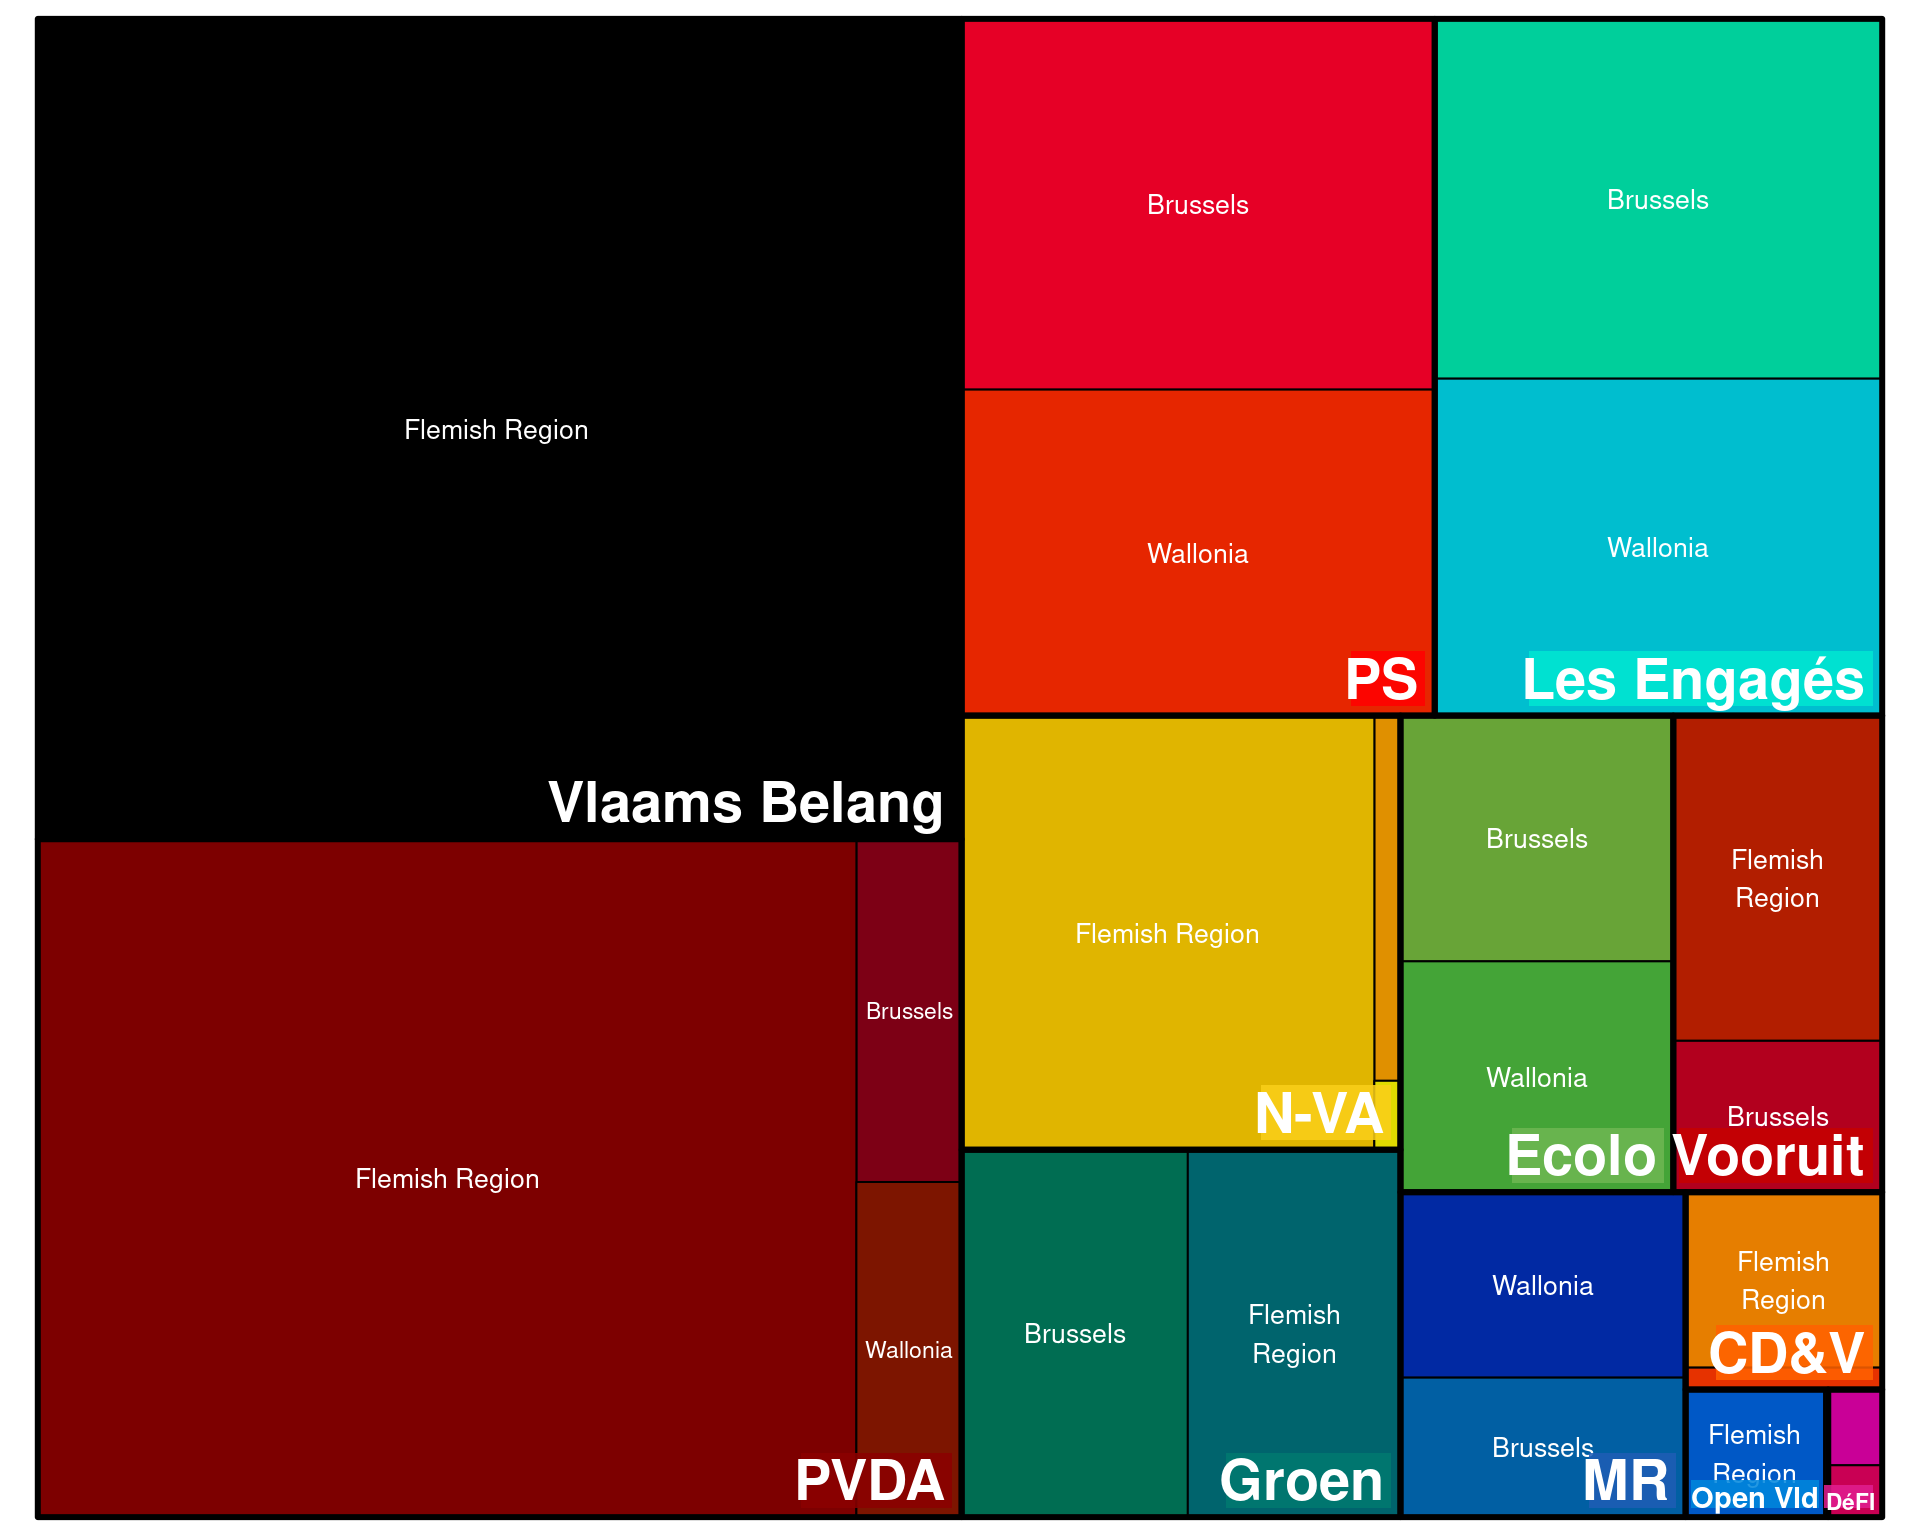 Flemish Region
Vlaams Belang
Brussels
Wallonia
PS
Brussels
Wallonia
Les Engagés
Flemish Region
Brussels
Wallonia
PVDA
Flemish Region
N-VA
Brussels
Wallonia
Ecolo
Flemish
Region
Brussels
Vooruit
Brussels
Flemish
Region
Groen
Wallonia
Brussels
MR
Flemish
Region
CD&V
Flemish
Region
Open Vld
DéFI